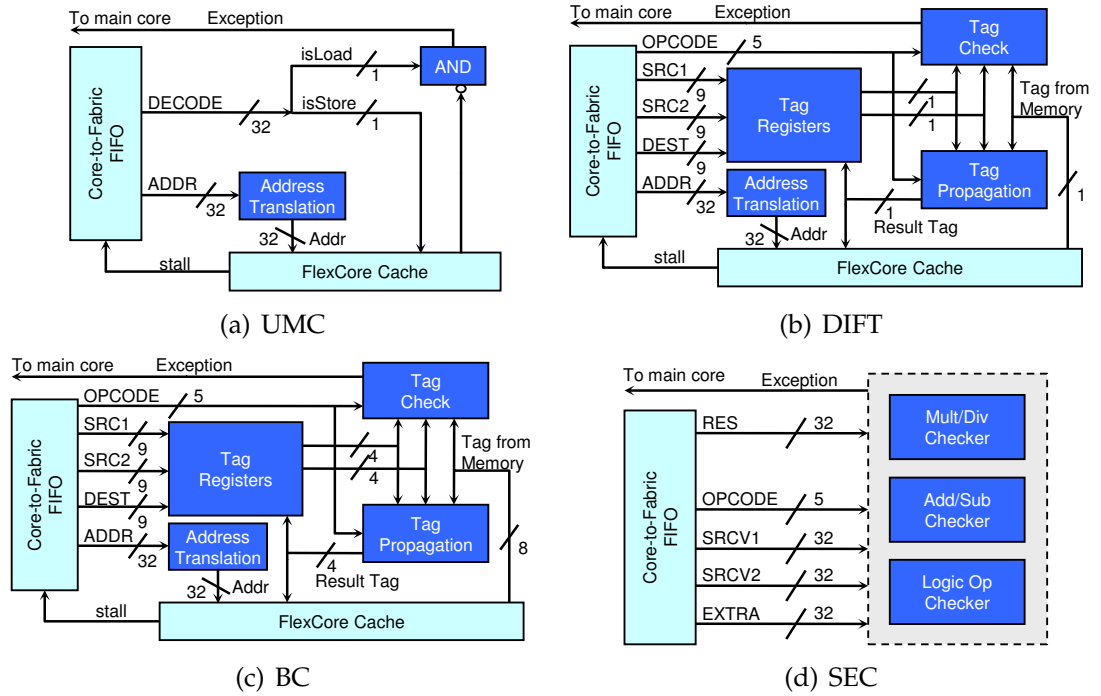 To main core Exception
isLoad
1
AND
DECODE
32
isStore
1
Core-to-Fabric
FIFO
ADDR
32
Address
Translation
32
Addr
stall
FlexCore Cache
(a) UMC
To main core Exception
OPCODE
5
Tag
Check
SRC1
9
SRC2
9
DEST
9
ADDR
32
Core-to-Fabric
FIFO
Tag
Registers
1
1
Tag from
Memory
Address
Translation
Tag
Propagation
1
Result Tag
1
32
Addr
stall
FlexCore Cache
(b) DIFT
To main core Exception
OPCODE
5
Tag
Check
SRC1
9
SRC2
9
DEST
9
ADDR
32
Core-to-Fabric
FIFO
Tag
Registers
4
4
Tag from
Memory
Address
Translation
Tag
Propagation
4
Result Tag
8
32
Addr
stall
FlexCore Cache
(c) BC
To main core Exception
RES
32
Mult/Div
Checker
Core-to-Fabric
FIFO
OPCODE
5
Add/Sub
Checker
SRCV1
32
SRCV2
32
Logic Op
Checker
EXTRA
32
(d) SEC